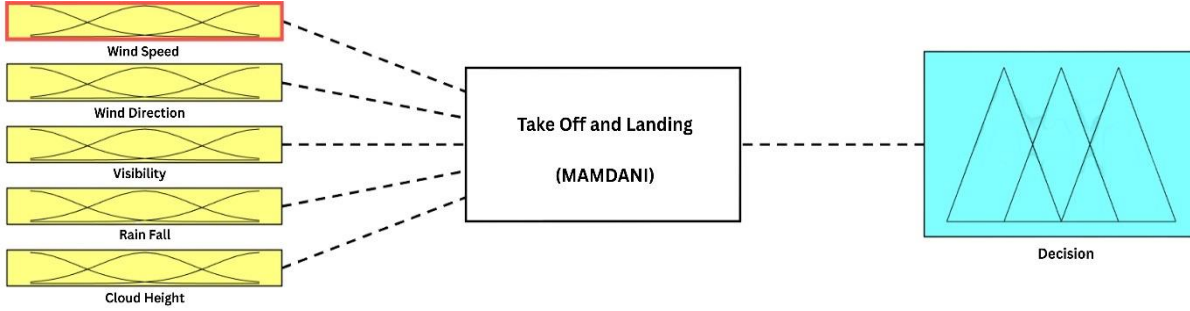 Wind Speed
Wind Direction
Visibility
Rain Fall
Cloud Height
Take Off and Landing
(MAMDANI)
Decision